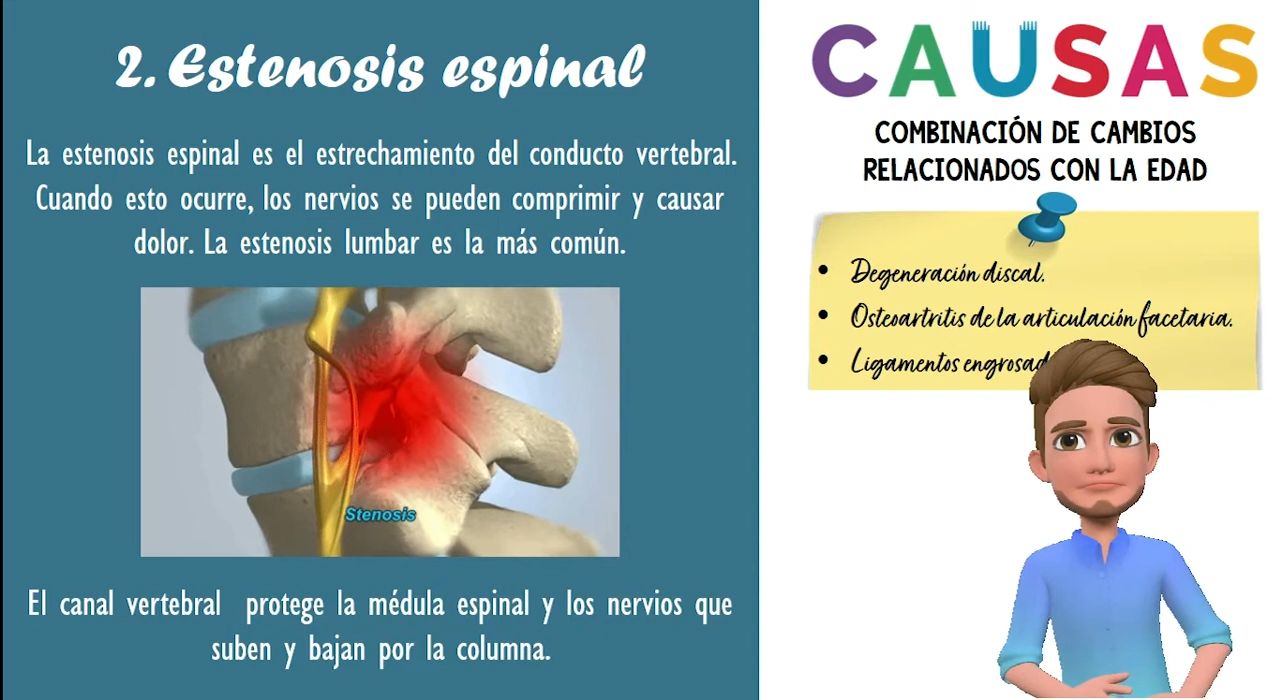 2. Estenosis espinal
La estenosis espinal es el estrechamiento del conducto vertebral.
Cuando esto ocurre, los nervios se pueden comprimir y causar
dolor. La estenosis lumbar es la más común.
Stenosis
El canal vertebral protege la médula espinal y los nervios que
suben y bajan por la columna.
CAUSAS
COMBINACIÓN DE CAMBIOS
RELACIONADOS CON LA EDAD
• Degeneración discal.
• Osteoartritis de la articulación facetaria.
• Ligamentos